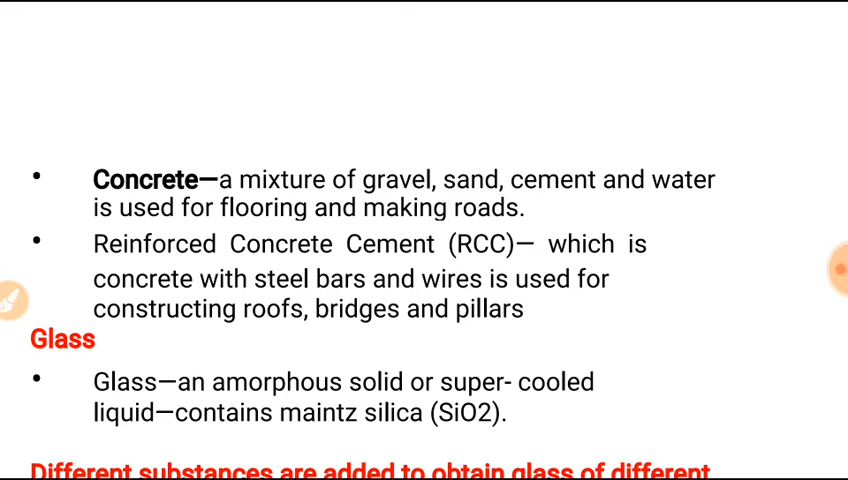 • Concrete—a mixture of gravel, sand, cement and water
is used for flooring and making roads.
• Reinforced Concrete Cement (RCC)— which is
concrete with steel bars and wires is used for
constructing roofs, bridges and pillars
Glass
• Glass—an amorphous solid or super- cooled
liquid—contains maintz silica (SiO2).
Different substances are added to obtain glass of different